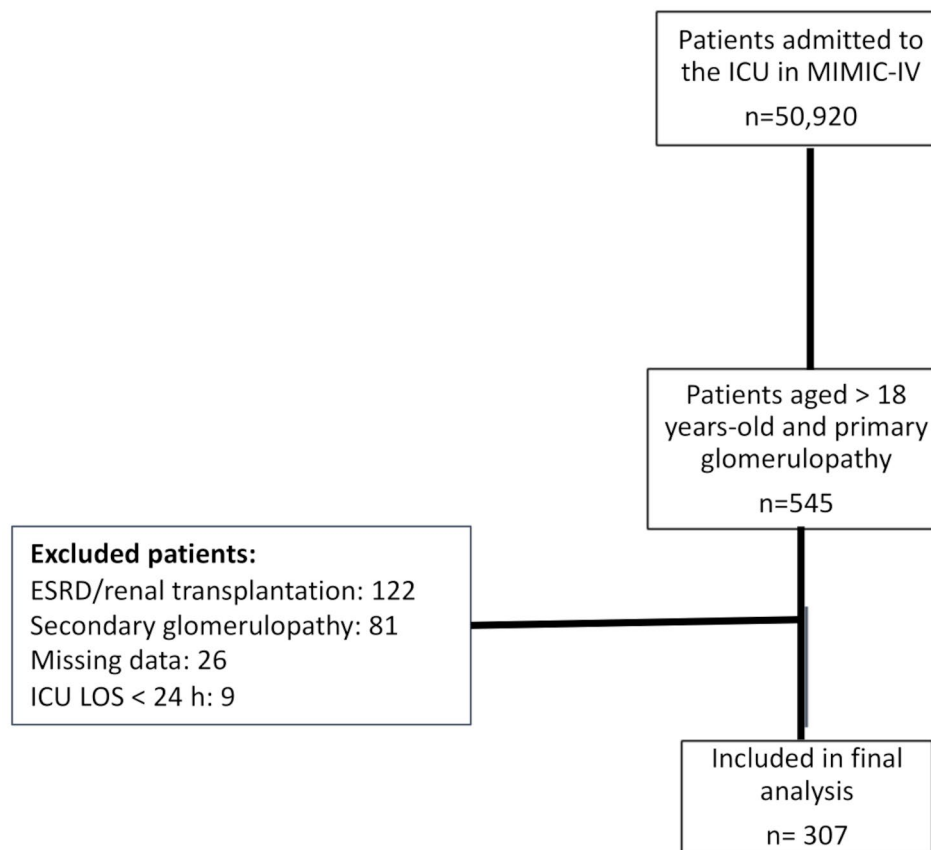 Patients admitted to
the ICU in MIMIC-IV
n=50,920
Patients aged > 18
years-old and primary
glomerulopathy
n=545
Excluded patients:
ESRD/renal transplantation: 122
Secondary glomerulopathy: 81
Missing data: 26
ICU LOS < 24 h: 9
Included in final
analysis
n= 307